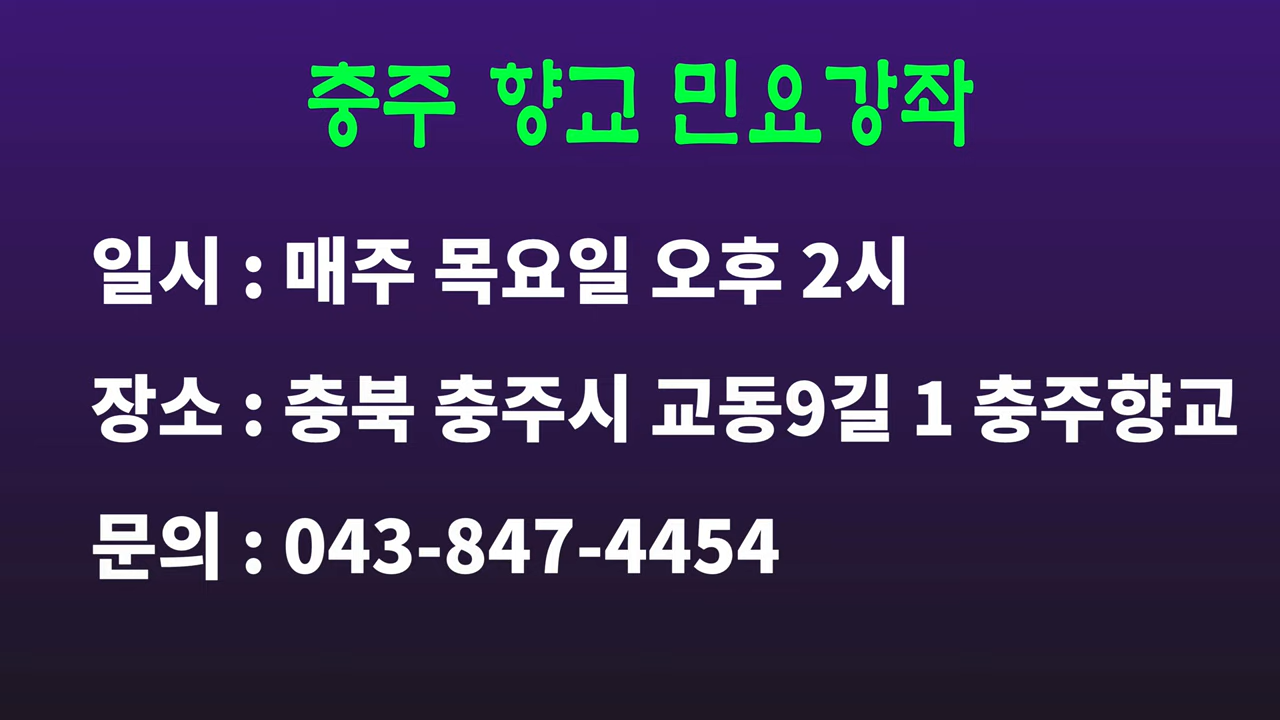 충주 향교 민요강좌
일시 : 매주 목요일 오후 2시
장소 : 충북 충주시 교동9길 1 충주향교
문의 : 043-847-4454